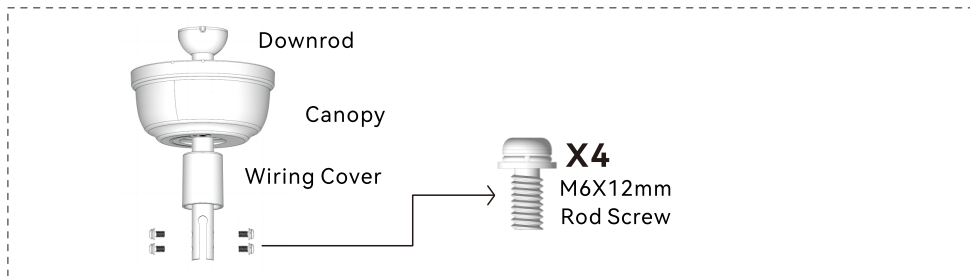 Downrod
Canopy
Wiring Cover
X4
M6X12mm
Rod Screw